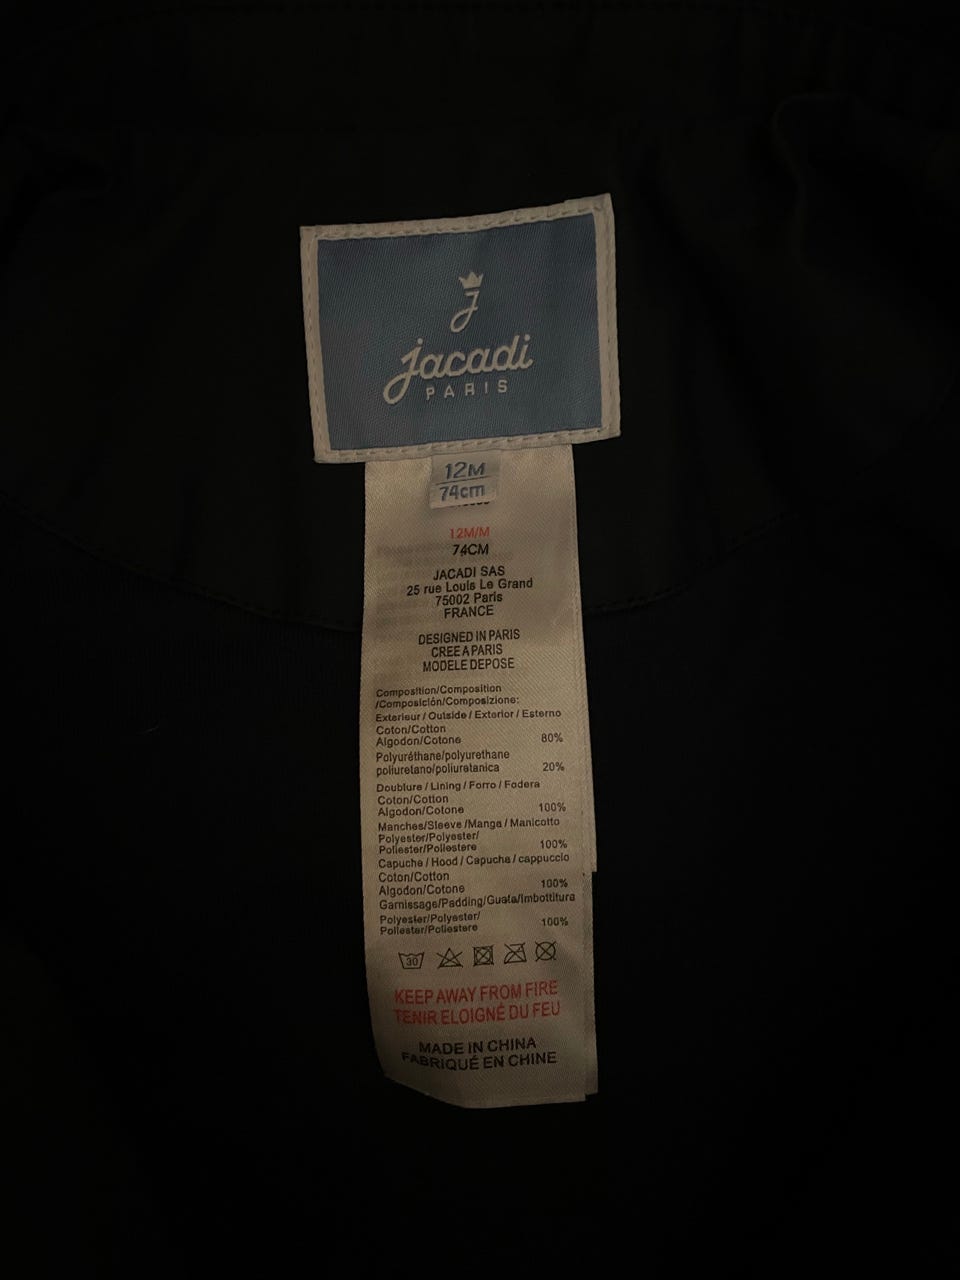 J
jacadi
PARIS
12M
74cm
12M/M
74CM
JACADI SAS
25 rue Louis Le Grand
75002 Paris
FRANCE
DESIGNED IN PARIS
CREE A PARIS
MODELE DEPOSE
Composition/Composition
/Composición/Composizione:
Exterieur / Outside / Exterior / Esterno
Coton/Cotton
Algodon/Cotone 80%
Polyuréthane/polyurethane
poliuretano/poliuretanica 20%
Doublure / Lining / Forro / Fodera
Coton/Cotton
Algodon/Cotone 100%
Manches/Sleeve /Manga / Manicotto
Polyester/Polyester/
Poliester/Poliestere 100%
Capuche / Hood / Capucha / cappuccio
Coton/Cotton
Algodon/Cotone 100%
Garnissage/Padding/Guata/Imbottitura
Polyester/Polyester/
Poliester/Poliestere 100%
30
KEEP AWAY FROM FIRE
TENIR ELOIGNÉ DU FEU
MADE IN CHINA
FABRIQUÉ EN CHINE